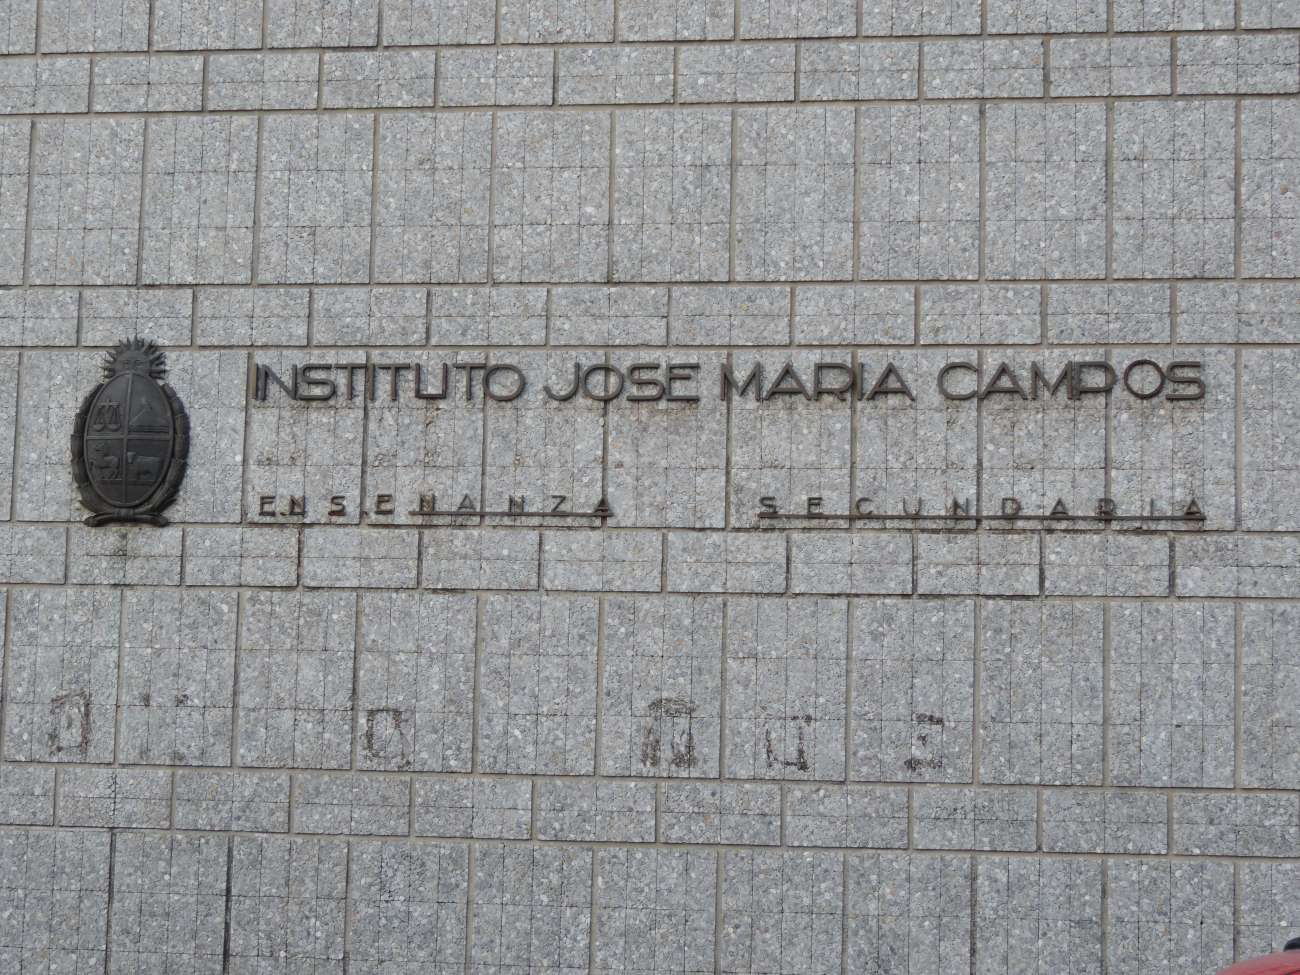 INSTITUTO JOSE MARIA CAMPOS
ENSEÑANZA SECUNDARIA